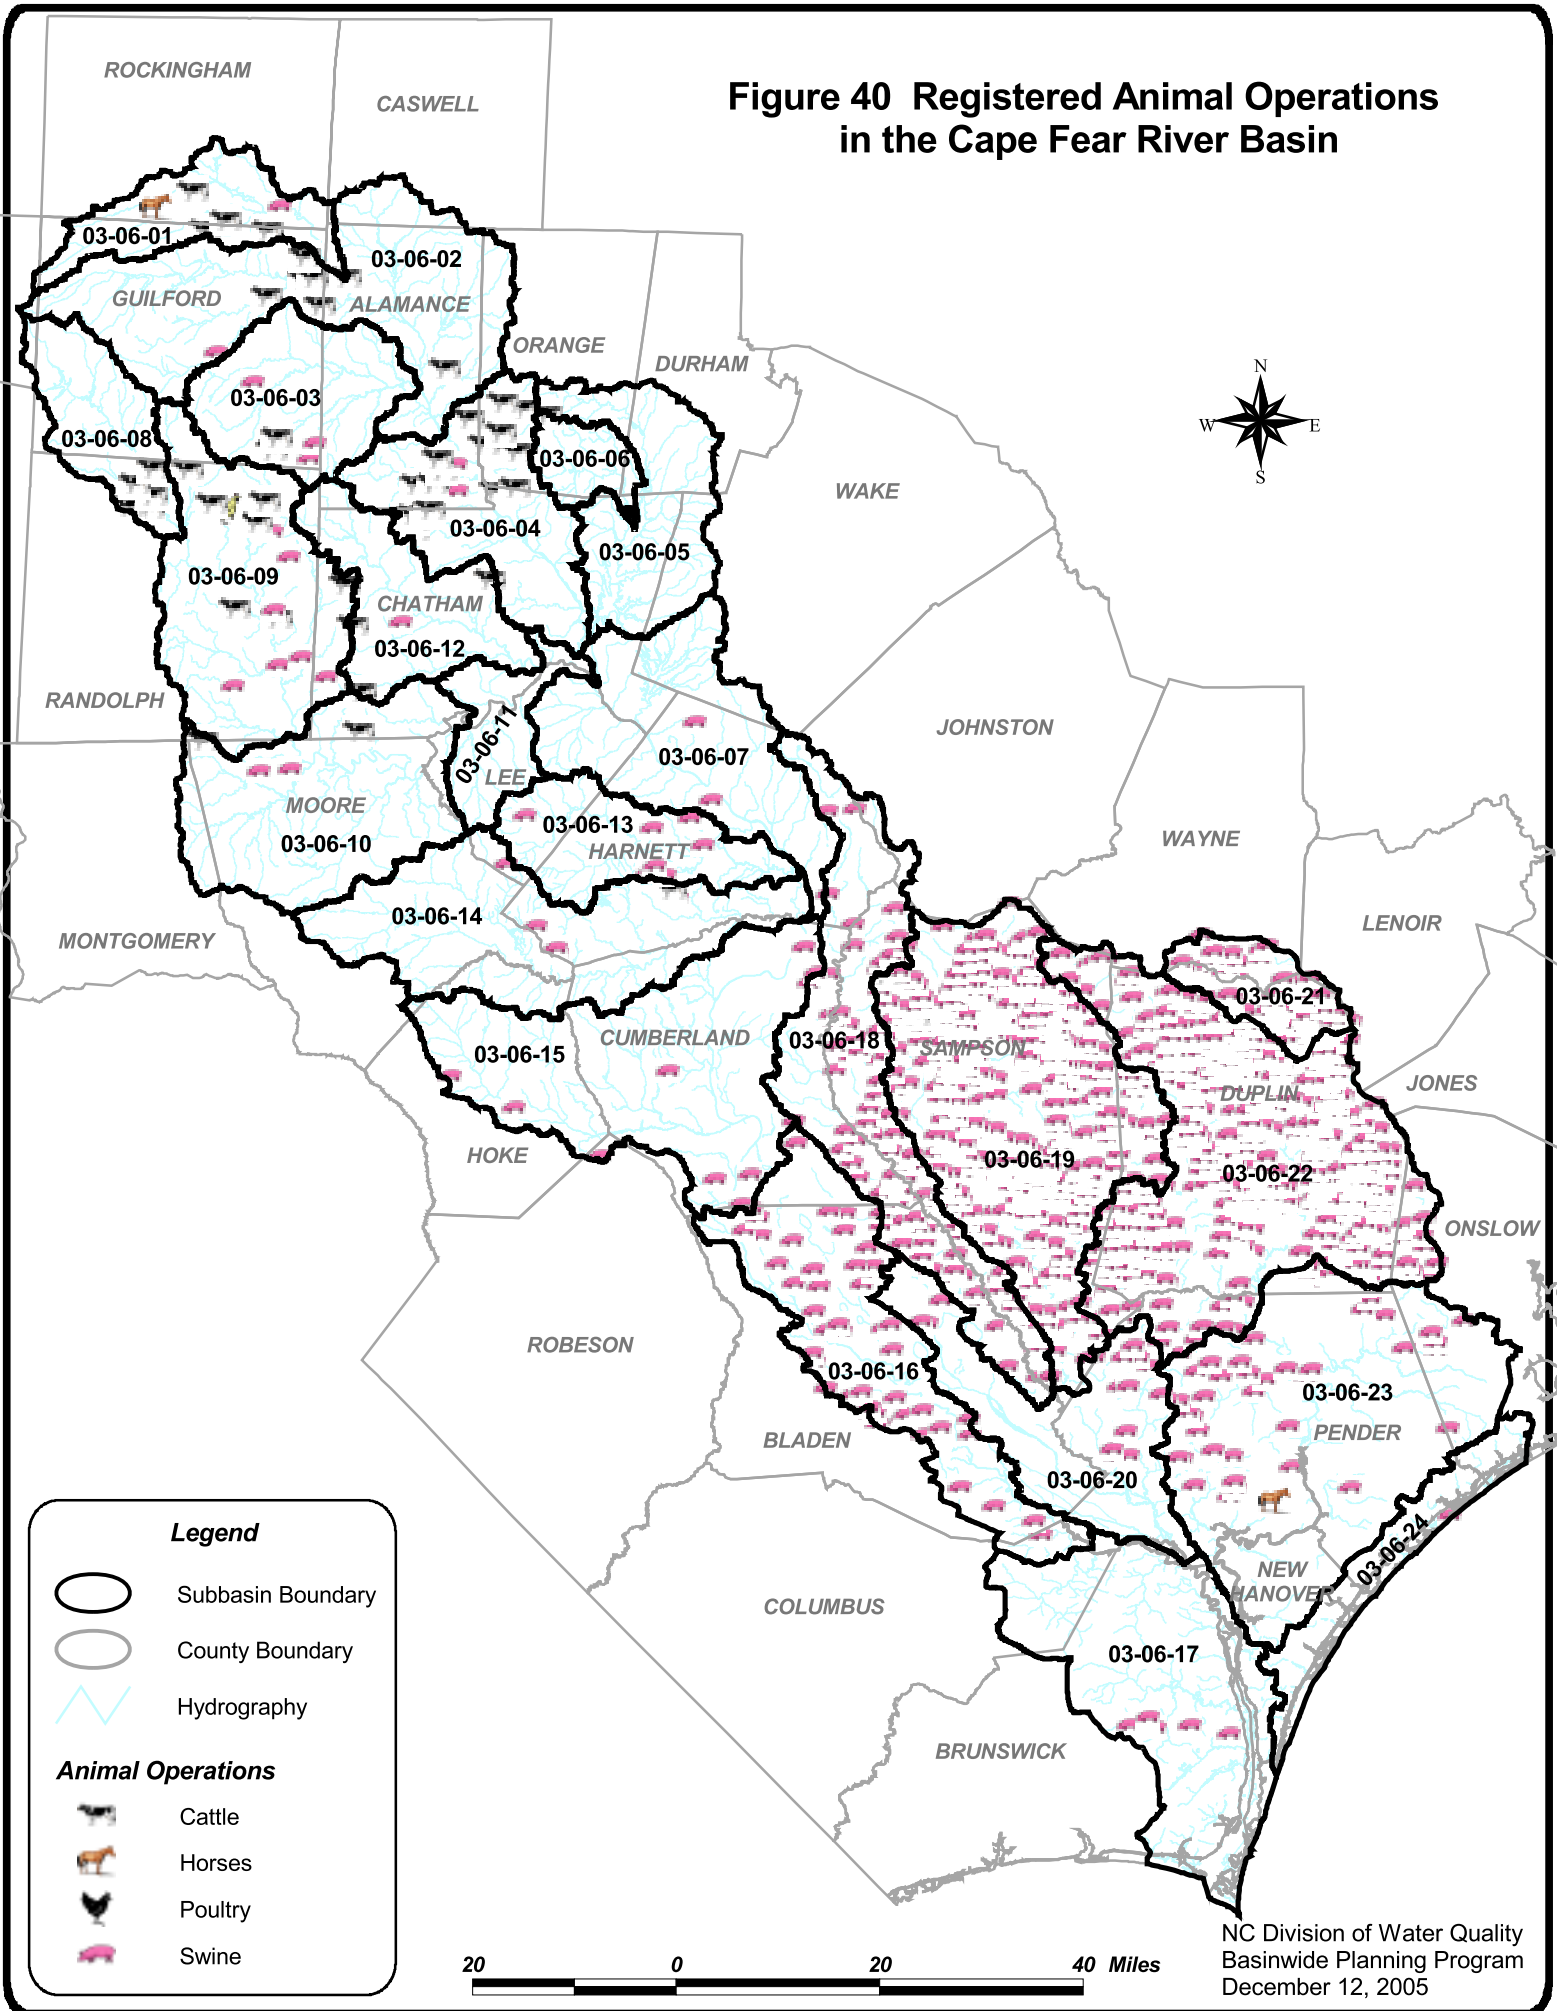 Figure 40 Registered Animal Operations
in the Cape Fear River Basin
ROCKINGHAM
CASWELL
03-06-01
03-06-02
GUILFORD
ALAMANCE
ORANGE
DURHAM
N
W
E
S
03-06-03
03-06-08
03-06-06
WAKE
03-06-04
03-06-05
03-06-09
CHATHAM
03-06-12
RANDOLPH
03-06-11
JOHNSTON
03-06-07
LEE
MOORE
03-06-13
03-06-10
HARNETT
WAYNE
03-06-14
LENOIR
MONTGOMERY
03-06-21
CUMBERLAND
03-06-18
SAMPSON
03-06-15
DUPLIN
JONES
HOKE
03-06-19
03-06-22
ONSLOW
ROBESON
03-06-16
03-06-23
BLADEN
PENDER
03-06-20
03-06-24
NEW
HANOVER
COLUMBUS
03-06-17
BRUNSWICK
Legend
Subbasin Boundary
County Boundary
Hydrography
Animal Operations
Cattle
Horses
Poultry
Swine
20 0 20 40 Miles
NC Division of Water Quality
Basinwide Planning Program
December 12, 2005